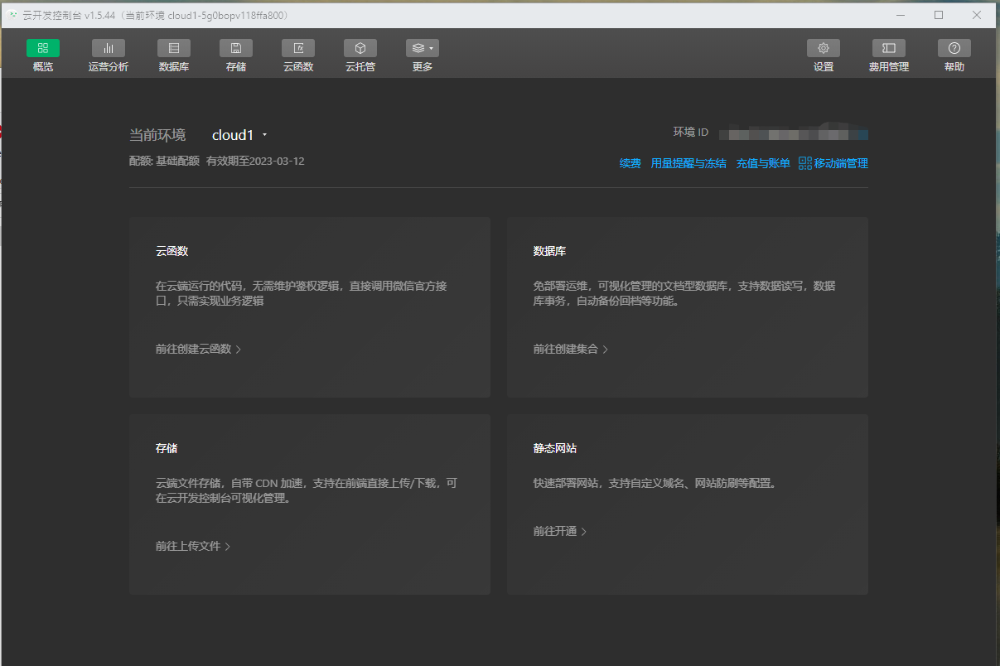 云开发控制台 v1.5.44（当前环境 cloud1-5g0bopv118ffa800）
概览 运营分析 数据库 存储 云函数 云托管 更多 设置 费用管理 帮助
当前环境 cloud1 环境 ID
配额: 基础配额 有效期至2023-03-12 续费 用量提醒与冻结 充值与账单 移动端管理
云函数
在云端运行的代码，无需维护鉴权逻辑，直接调用微信官方接
口，只需实现业务逻辑
前往创建云函数
数据库
免部署运维，可视化管理的文档型数据库，支持数据读写，数据
库事务，自动备份回档等功能。
前往创建集合
存储
云端文件存储，自带 CDN 加速，支持在前端直接上传/下载，可
在云开发控制台可视化管理。
前往上传文件
静态网站
快速部署网站，支持自定义域名、网站防刷等配置。
前往开通